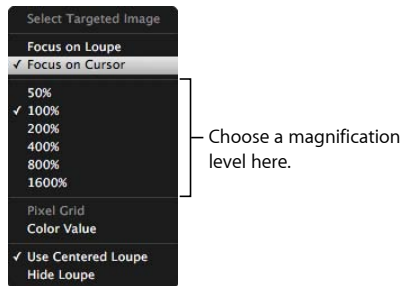 Select Targeted Image
Focus on Loupe
✓ Focus on Cursor
50%
✓ 100%
200%
400%
800%
1600%
Choose a magnification
level here.
Pixel Grid
Color Value
✓ Use Centered Loupe
Hide Loupe